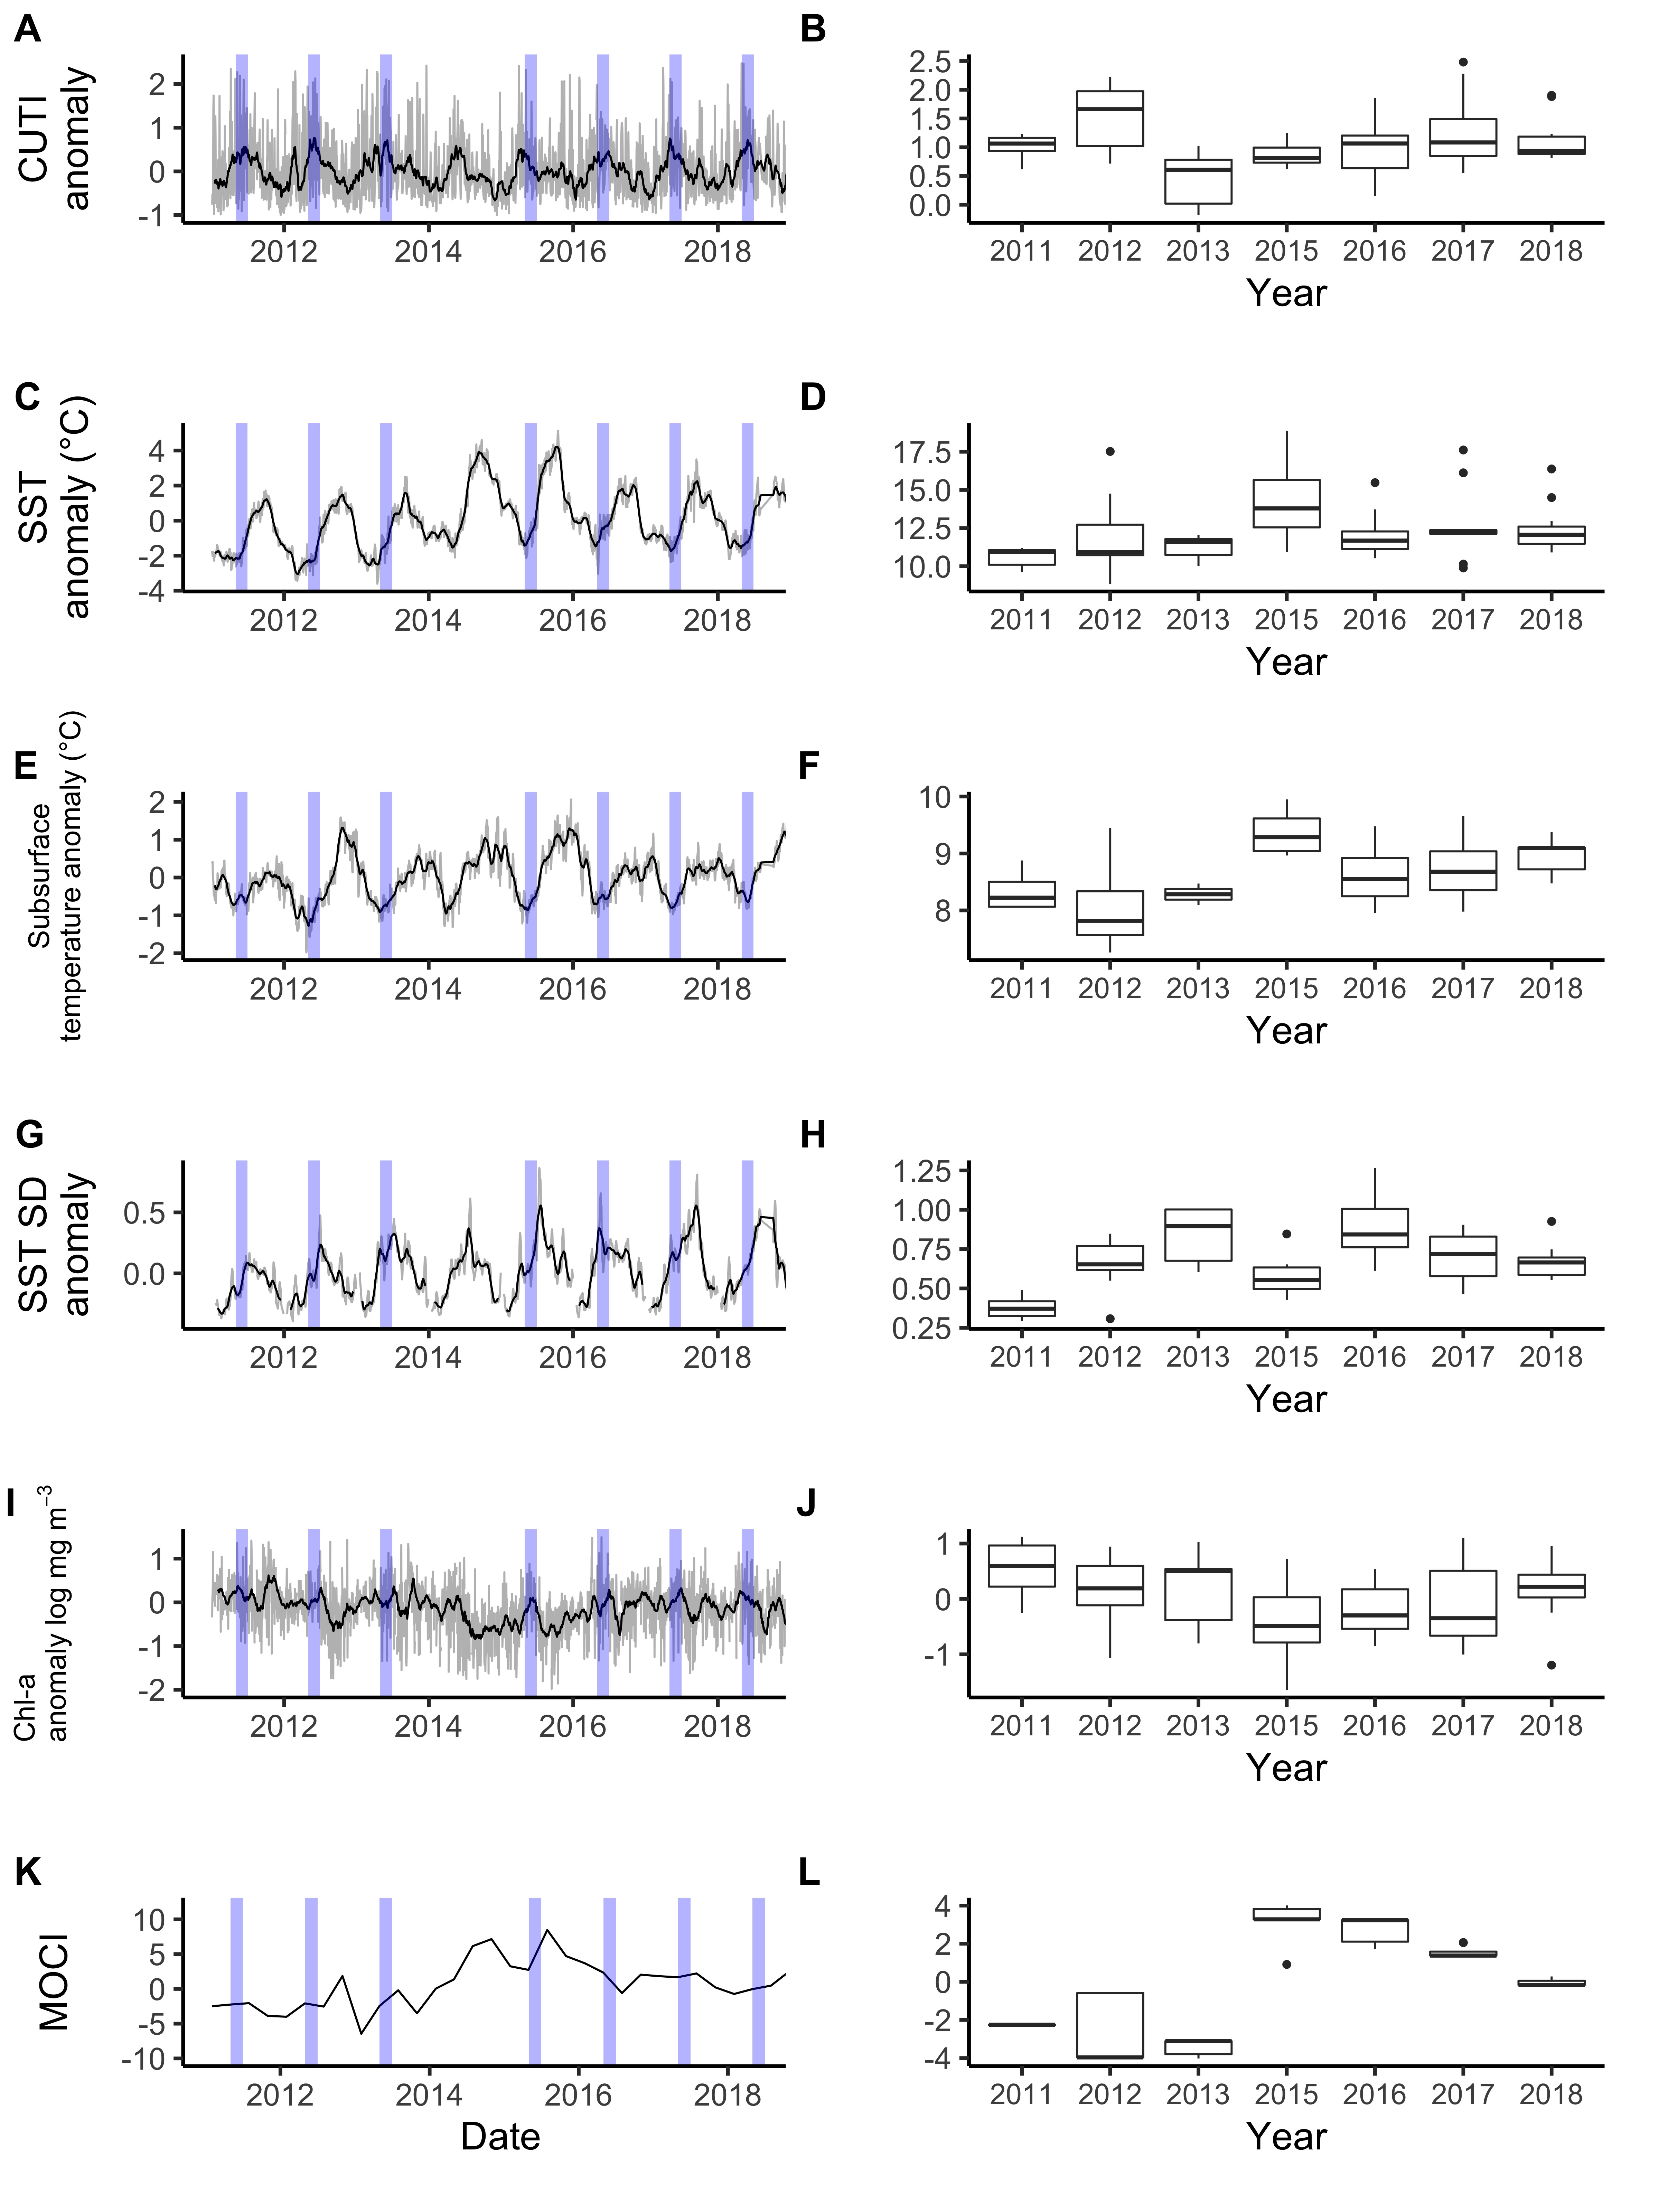 A
CUTI
anomaly
2
1
0
-1
2012 2014 2016 2018
B
2.5
2.0
1.5
1.0
0.5
0.0
2011 2012 2013 2015 2016 2017 2018
Year
C
SST
anomaly (°C)
4
2
0
-2
-4
2012 2014 2016 2018
D
17.5
15.0
12.5
10.0
2011 2012 2013 2015 2016 2017 2018
Year
E
Subsurface
temperature anomaly (°C)
2
1
0
-1
-2
2012 2014 2016 2018
F
10
9
8
2011 2012 2013 2015 2016 2017 2018
Year
G
SST SD
anomaly
0.5
0.0
2012 2014 2016 2018
H
1.25
1.00
0.75
0.50
0.25
2011 2012 2013 2015 2016 2017 2018
Year
I
Chl-a
anomaly log mg m⁻³
1
0
-1
-2
2012 2014 2016 2018
J
1
0
-1
2011 2012 2013 2015 2016 2017 2018
Year
K
MOCI
10
5
0
-5
-10
2012 2014 2016 2018
Date
L
4
2
0
-2
-4
2011 2012 2013 2015 2016 2017 2018
Year